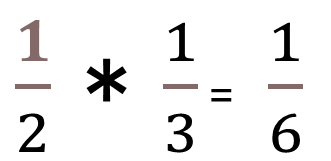 1/2 * 1/3 = 1/6